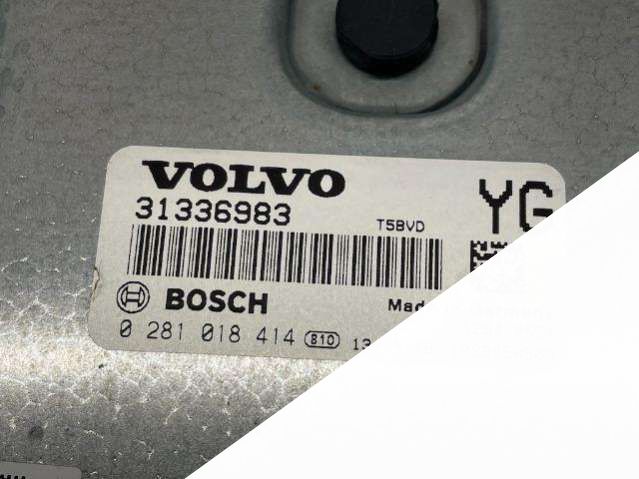 VOLVO
31336983
T5BVD
YG
BOSCH
Mad
0 281 018 414 810 13